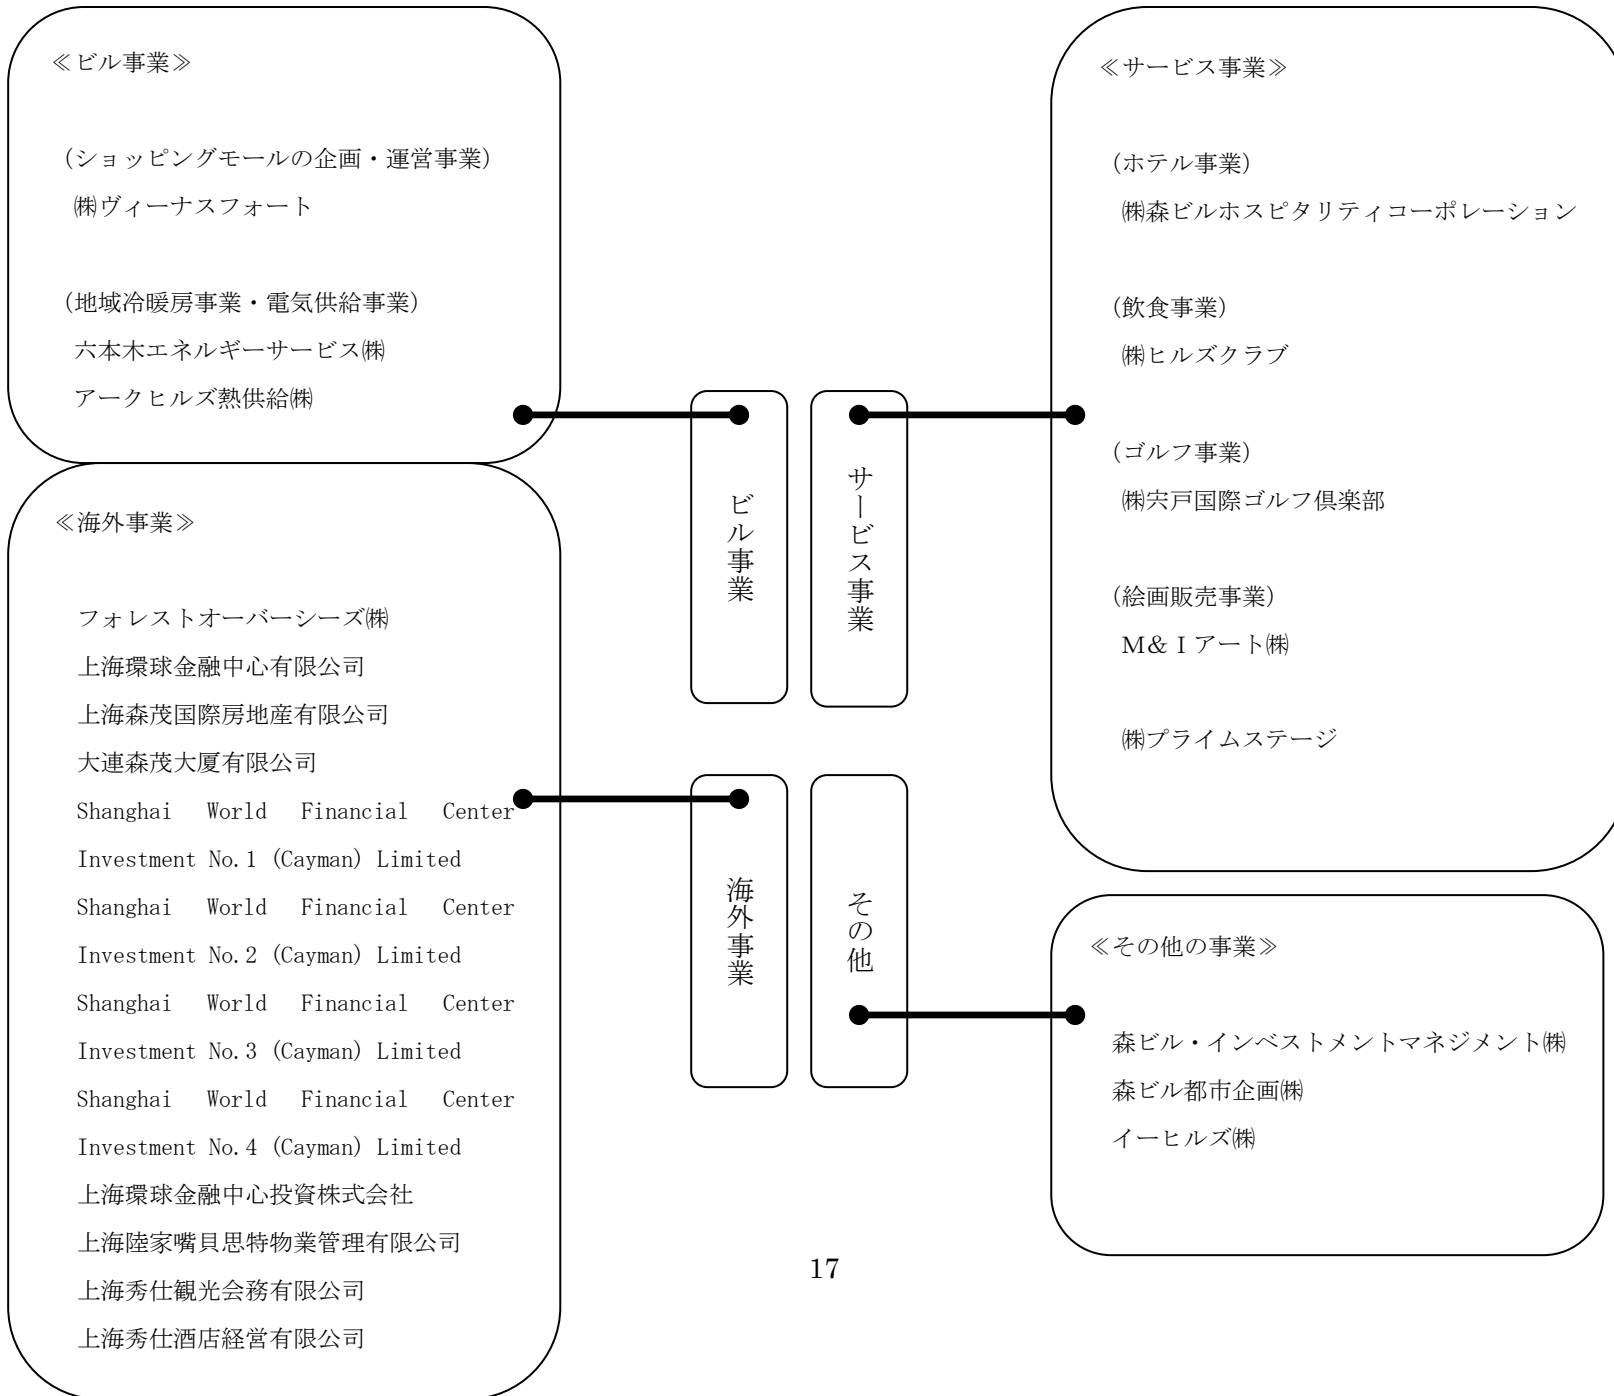 ≪ビル事業≫
（ショッピングモールの企画・運営事業）
㈱ヴィーナスフォート
（地域冷暖房事業・電気供給事業）
六本木エネルギーサービス㈱
アークヒルズ熱供給㈱
≪海外事業≫
フォレストオーバーシーズ㈱
上海環球金融中心有限公司
上海森茂国際房地産有限公司
大連森茂大厦有限公司
Shanghai World Financial Center
Investment No.1 (Cayman) Limited
Shanghai World Financial Center
Investment No.2 (Cayman) Limited
Shanghai World Financial Center
Investment No.3 (Cayman) Limited
Shanghai World Financial Center
Investment No.4 (Cayman) Limited
上海環球金融中心投資株式会社
上海陸家嘴貝思特物業管理有限公司
上海秀仕観光会務有限公司
上海秀仕酒店経営有限公司
ビル事業
サービス事業
海外事業
その他
≪サービス事業≫
（ホテル事業）
㈱森ビルホスピタリティコーポレーション
（飲食事業）
㈱ヒルズクラブ
（ゴルフ事業）
㈱宍戸国際ゴルフ倶楽部
（絵画販売事業）
Ｍ&Ｉアート㈱
㈱プライムステージ
≪その他の事業≫
森ビル・インベストメントマネジメント㈱
森ビル都市企画㈱
イーヒルズ㈱
17